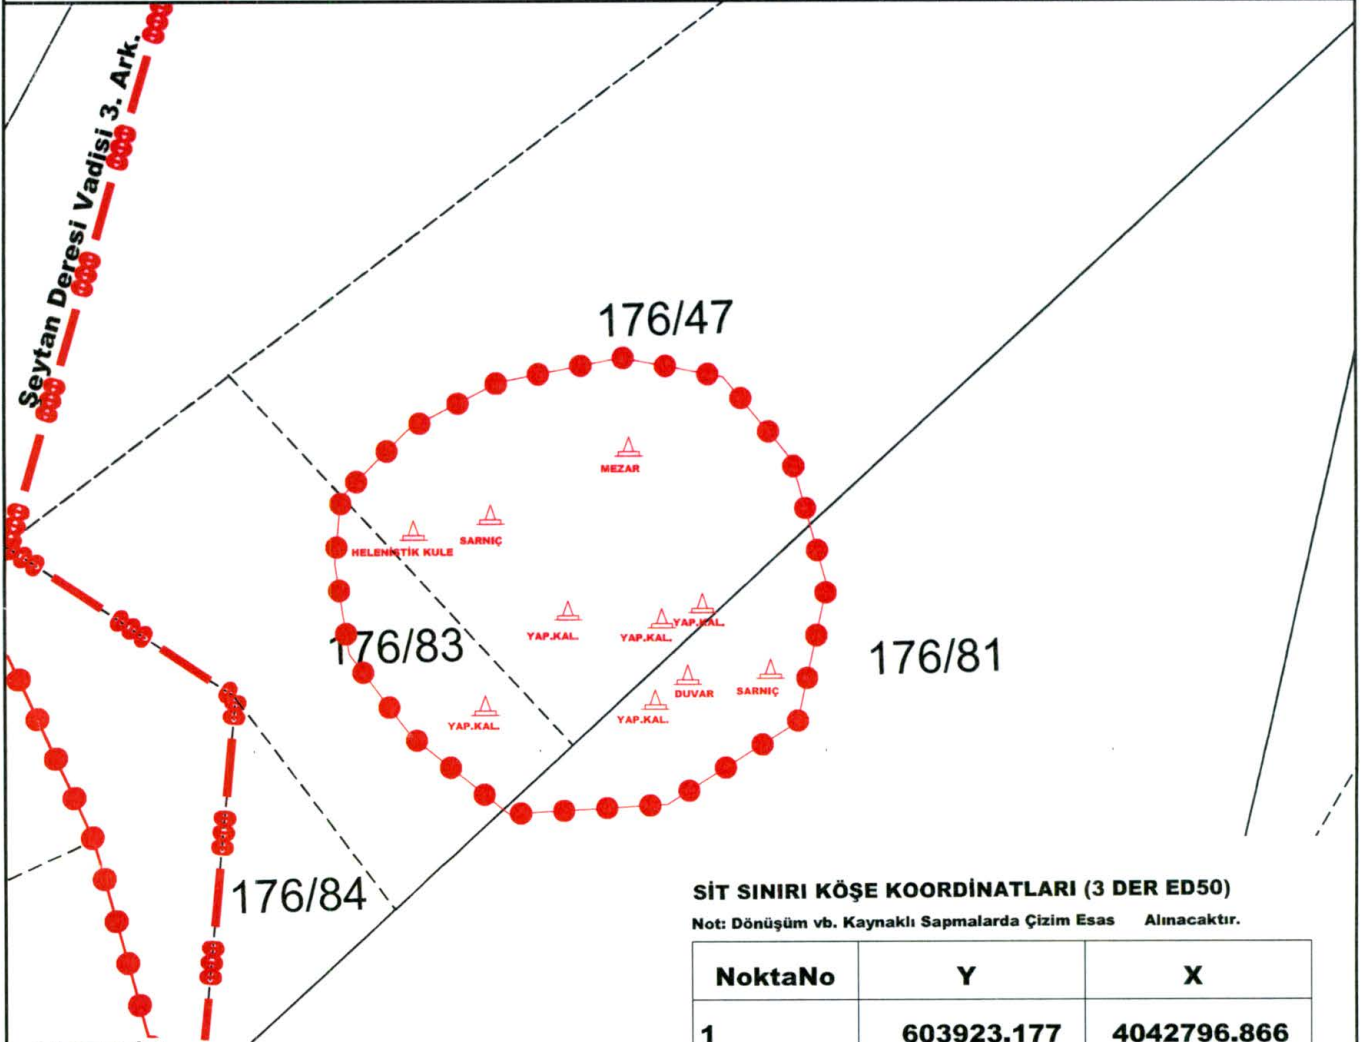 Şeytan Deresi Vadisi 3. Ark.
176/47
MEZAR
SARNIÇ
HELENİSTİK KULE
YAP.KAL.
YAP.KAL.
YAP.KAL.
176/83
176/81
DUVAR
SARNIÇ
YAP.KAL.
YAP.KAL.
176/84
SİT SINIRI KÖŞE KOORDİNATLARI (3 DER ED50)
Not: Dönüşüm vb. Kaynaklı Sapmalarda Çizim Esas Alınacaktır.
NoktaNo Y X
1 603923.177 4042796.866